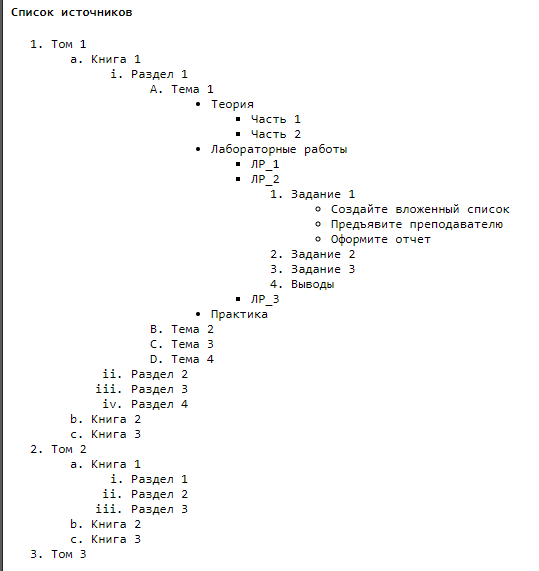 Список источников
1. Том 1
a. Книга 1
i. Раздел 1
A. Тема 1
• Теория
▪ Часть 1
▪ Часть 2
• Лабораторные работы
▪ ЛР_1
▪ ЛР_2
1. Задание 1
◦ Создайте вложенный список
◦ Предъявите преподавателю
◦ Оформите отчет
2. Задание 2
3. Задание 3
4. Выводы
▪ ЛР_3
• Практика
B. Тема 2
C. Тема 3
D. Тема 4
ii. Раздел 2
iii. Раздел 3
iv. Раздел 4
b. Книга 2
c. Книга 3
2. Том 2
a. Книга 1
i. Раздел 1
ii. Раздел 2
iii. Раздел 3
b. Книга 2
c. Книга 3
3. Том 3